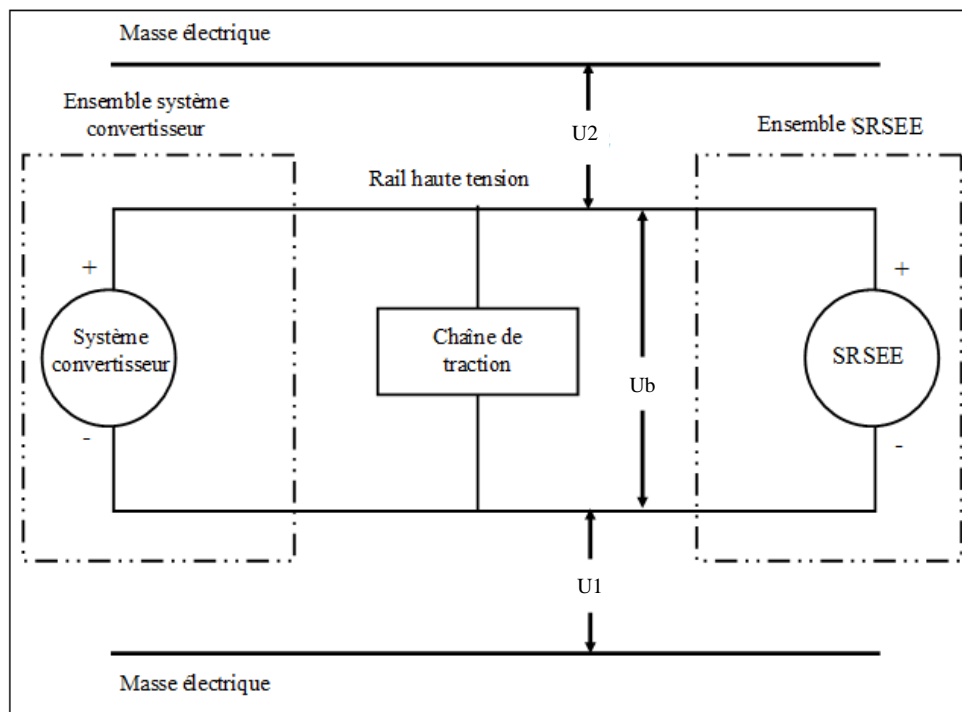 Masse électrique
Ensemble système
convertisseur
U2
Ensemble SRSEE
Rail haute tension
+
+
Système
convertisseur
Chaîne de
traction
Ub
SRSEE
-
-
U1
Masse électrique